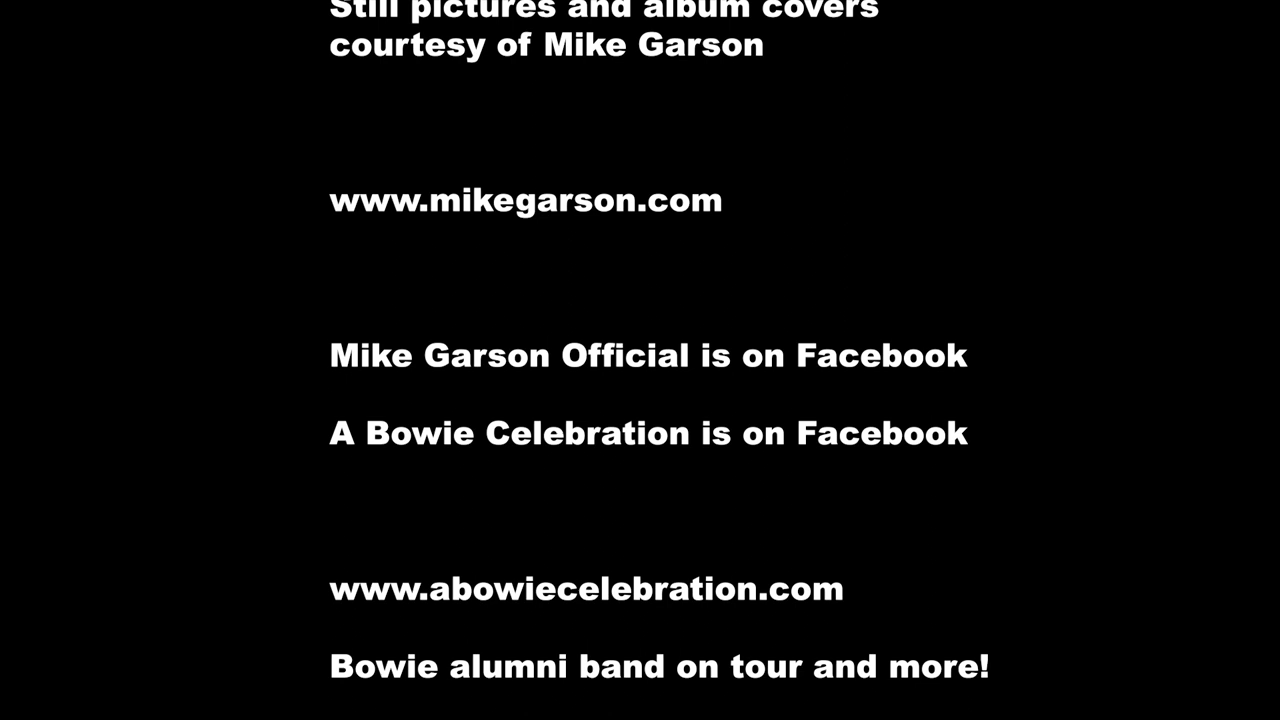 Still pictures and album covers
courtesy of Mike Garson
www.mikegarson.com
Mike Garson Official is on Facebook
A Bowie Celebration is on Facebook
www.abowiecelebration.com
Bowie alumni band on tour and more!